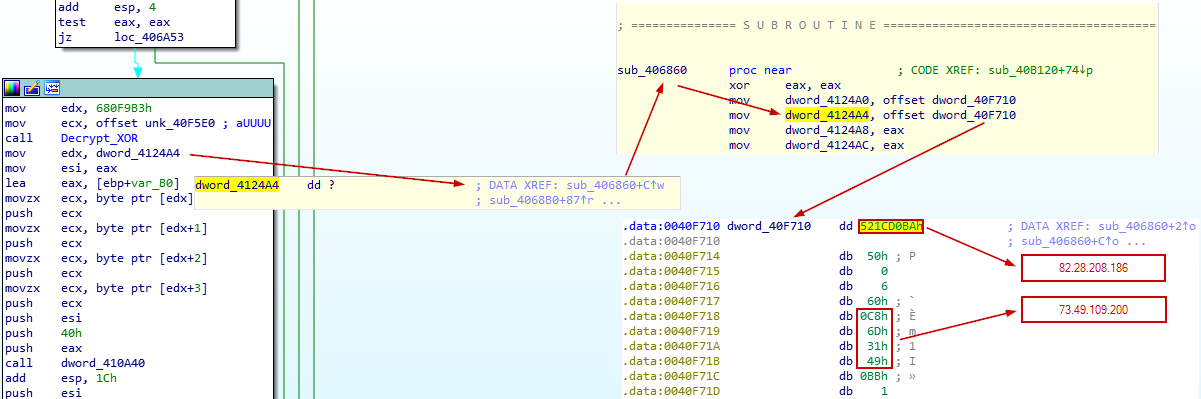 add     esp, 4
test    eax, eax
jz      loc_406A53
mov     edx, 680F9B3h
mov     ecx, offset unk_40F5E0 ; aUUUU
call    Decrypt_XOR
mov     edx, dword_4124A4
mov     esi, eax
lea     eax, [ebp+var_B0]
movzx   ecx, byte ptr [edx]
push    ecx
movzx   ecx, byte ptr [edx+1]
push    ecx
movzx   ecx, byte ptr [edx+2]
push    ecx
movzx   ecx, byte ptr [edx+3]
push    ecx
push    esi
push    40h
push    eax
call    dword_410A40
add     esp, 1Ch
push    esi
dword_4124A4    dd ?    ; DATA XREF: sub_406860+C↑w
; sub_4068B0+87↑r ...
; =============== S U B R O U T I N E =======================================
sub_406860      proc near               ; CODE XREF: sub_40B120+74↓p
xor     eax, eax
mov     dword_4124A0, offset dword_40F710
mov     dword_4124A4, offset dword_40F710
mov     dword_4124A8, eax
mov     dword_4124AC, eax
.data:0040F710 dword_40F710    dd 521CD0BAh    ; DATA XREF: sub_406860+2↑o
.data:0040F710    ; sub_406860+C↑o ...
.data:0040F714    db  50h ; P
.data:0040F715    db    0
.data:0040F716    db    6
.data:0040F717    db  60h ; `
.data:0040F718    db 0C8h ; È
.data:0040F719    db  6Dh ; m
.data:0040F71A    db  31h ; 1
.data:0040F71B    db  49h ; I
.data:0040F71C    db 0BBh ; »
.data:0040F71D    db    1
82.28.208.186
73.49.109.200